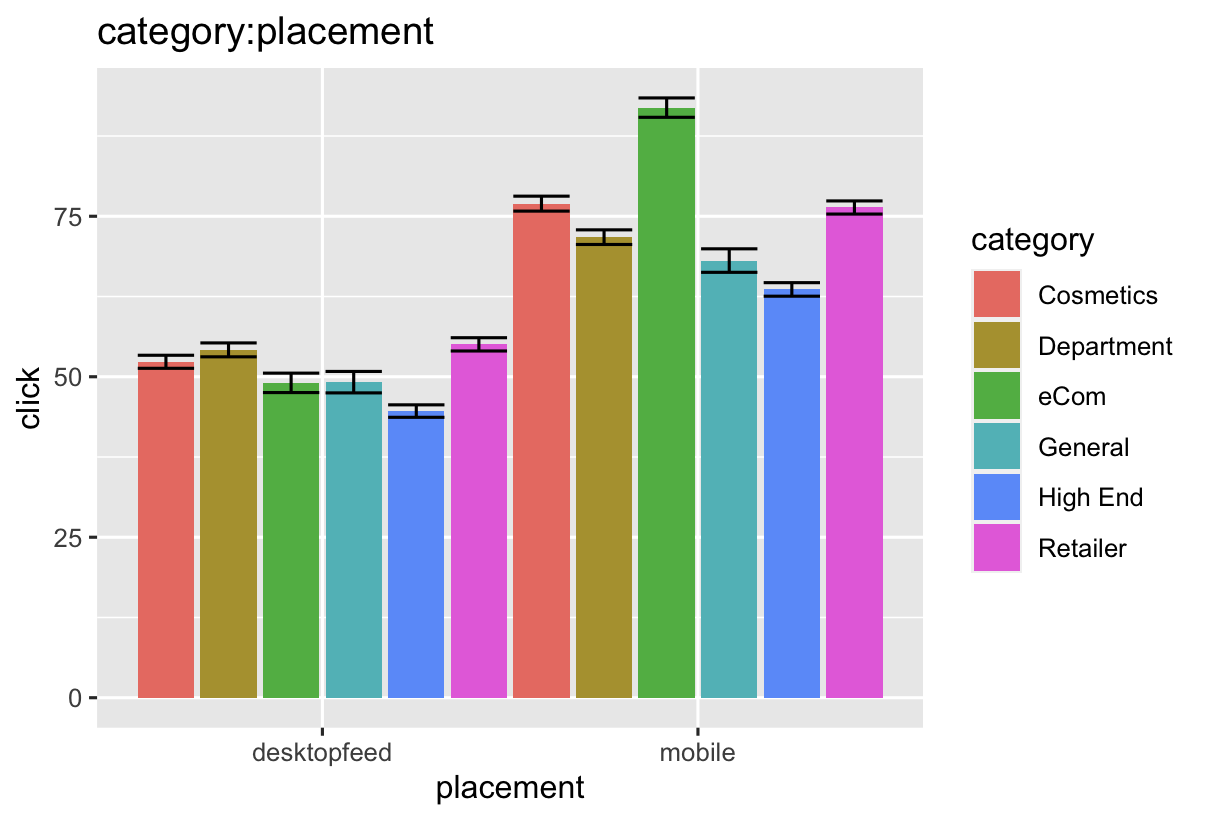 category:placement
click
75
50
25
0
desktopfeed
mobile
placement
category
Cosmetics
Department
eCom
General
High End
Retailer